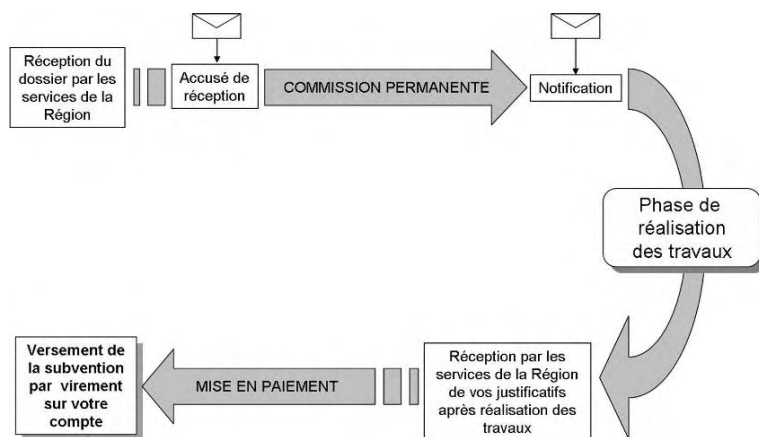 Réception du
dossier par les
services de la
Région
Accusé de
réception
COMMISSION PERMANENTE
Notification
Phase de
réalisation
des travaux
Réception par les
services de la Région
de vos justificatifs
après réalisation des
travaux
MISE EN PAIEMENT
Versement de
la subvention
par virement
sur votre
compte